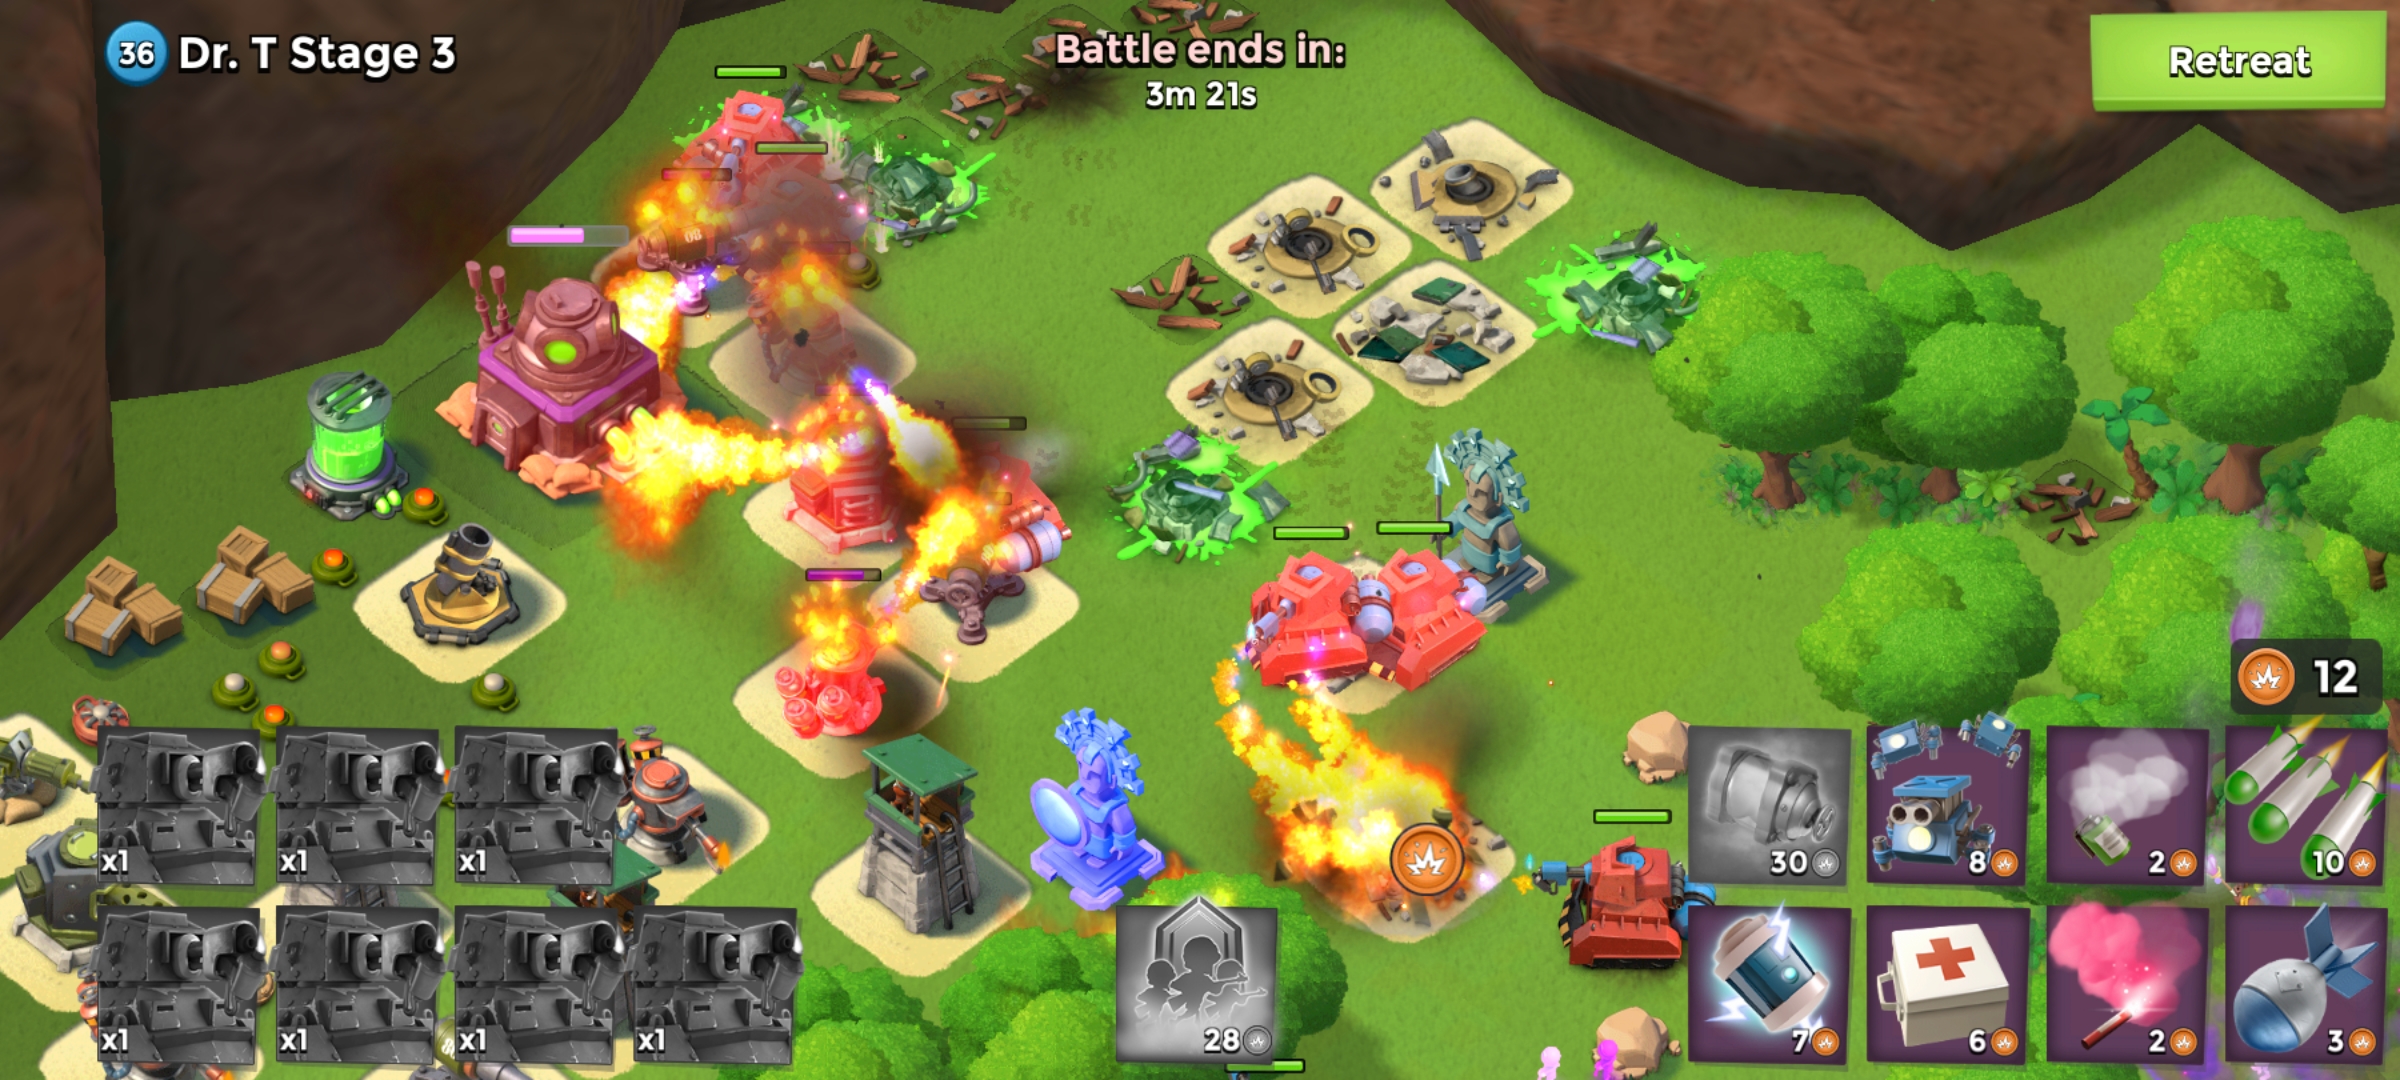 36 Dr. T Stage 3
Battle ends in:
3m 21s
Retreat
12
x1 x1 x1
30 8 2 10
x1 x1 x1 x1
28
7 6 2 3